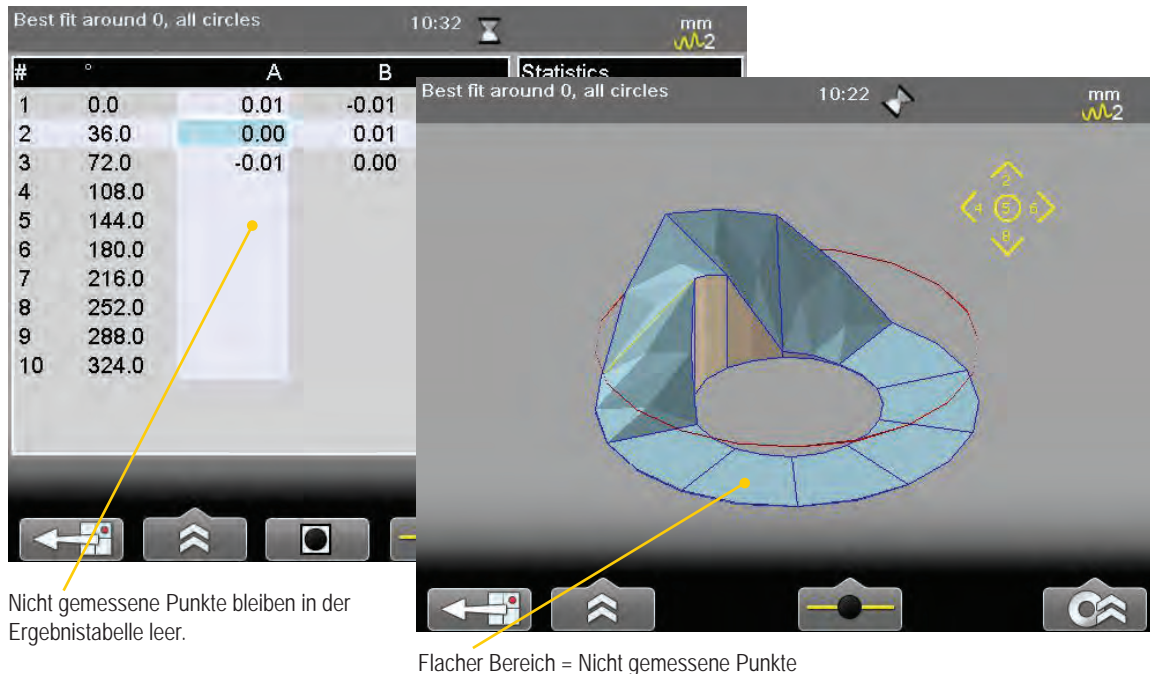 Best fit around 0, all circles 10:32 mm
2
# ° A B Statistics
1 0.0 0.01 -0.01
2 36.0 0.00 0.01
3 72.0 -0.01 0.00
4 108.0
5 144.0
6 180.0
7 216.0
8 252.0
9 288.0
10 324.0
Best fit around 0, all circles 10:22 mm
2
2
4 5 6
8
Nicht gemessene Punkte bleiben in der
Ergebnistabelle leer.
Flacher Bereich = Nicht gemessene Punkte